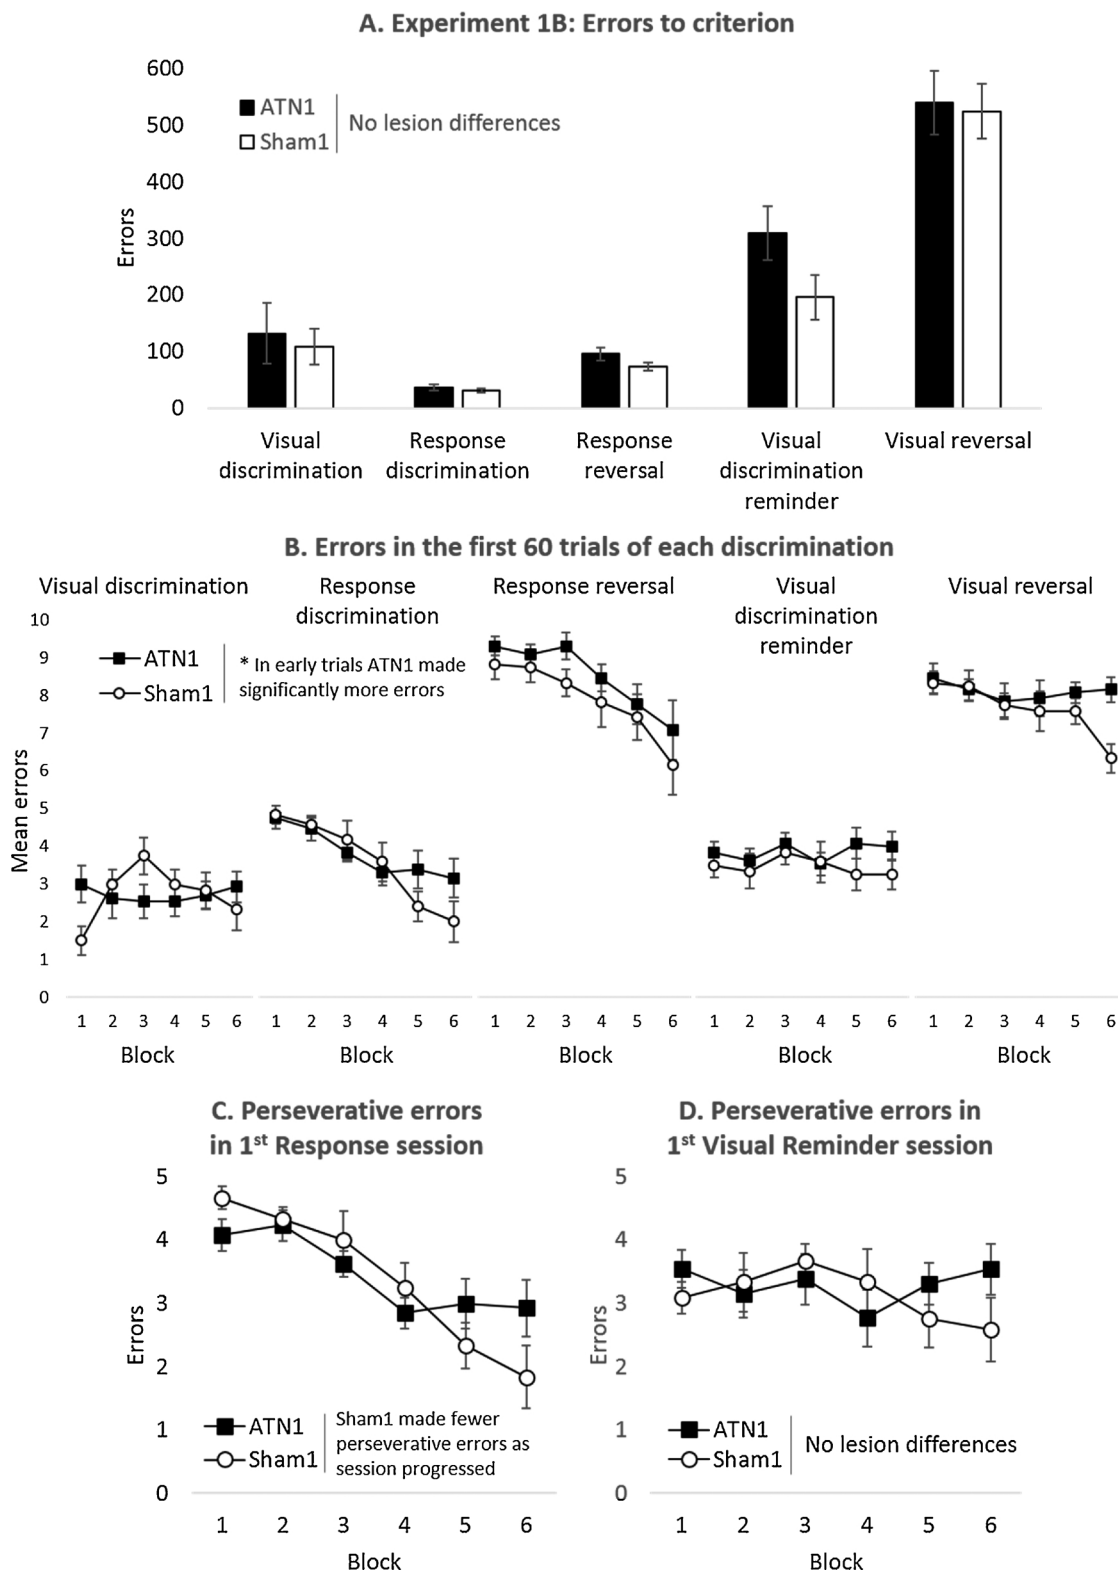 A. Experiment 1B: Errors to criterion
600
500
400
300
200
100
0
Errors
ATN1
Sham1
No lesion differences
Visual
discrimination
Response
discrimination
Response
reversal
Visual
discrimination
reminder
Visual reversal
B. Errors in the first 60 trials of each discrimination
Visual discrimination
Response
discrimination
Response reversal
Visual
discrimination
reminder
Visual reversal
10
9
8
7
6
5
4
3
2
1
0
Mean errors
ATN1
Sham1
* In early trials ATN1 made
significantly more errors
1 2 3 4 5 6
Block
1 2 3 4 5 6
Block
1 2 3 4 5 6
Block
1 2 3 4 5 6
Block
1 2 3 4 5 6
Block
C. Perseverative errors
in 1st Response session
5
4
3
2
1
0
Errors
ATN1
Sham1
Sham1 made fewer
perseverative errors as
session progressed
1 2 3 4 5 6
Block
D. Perseverative errors in
1st Visual Reminder session
5
4
3
2
1
0
Errors
ATN1
Sham1
No lesion differences
1 2 3 4 5 6
Block